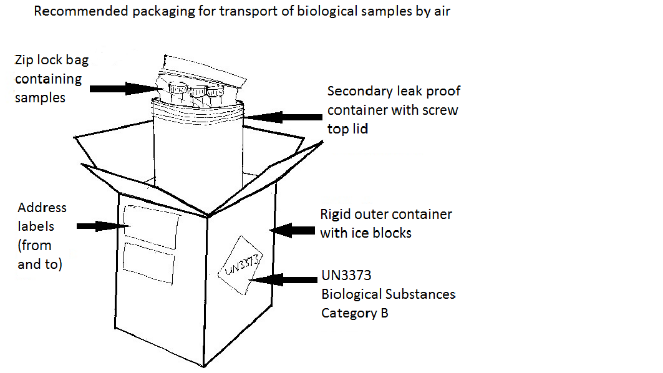 Recommended packaging for transport of biological samples by air
Zip lock bag
containing
samples
Secondary leak proof
container with screw
top lid
Address
labels
(from
and to)
Rigid outer container
with ice blocks
UN3373
UN3373
Biological Substances
Category B